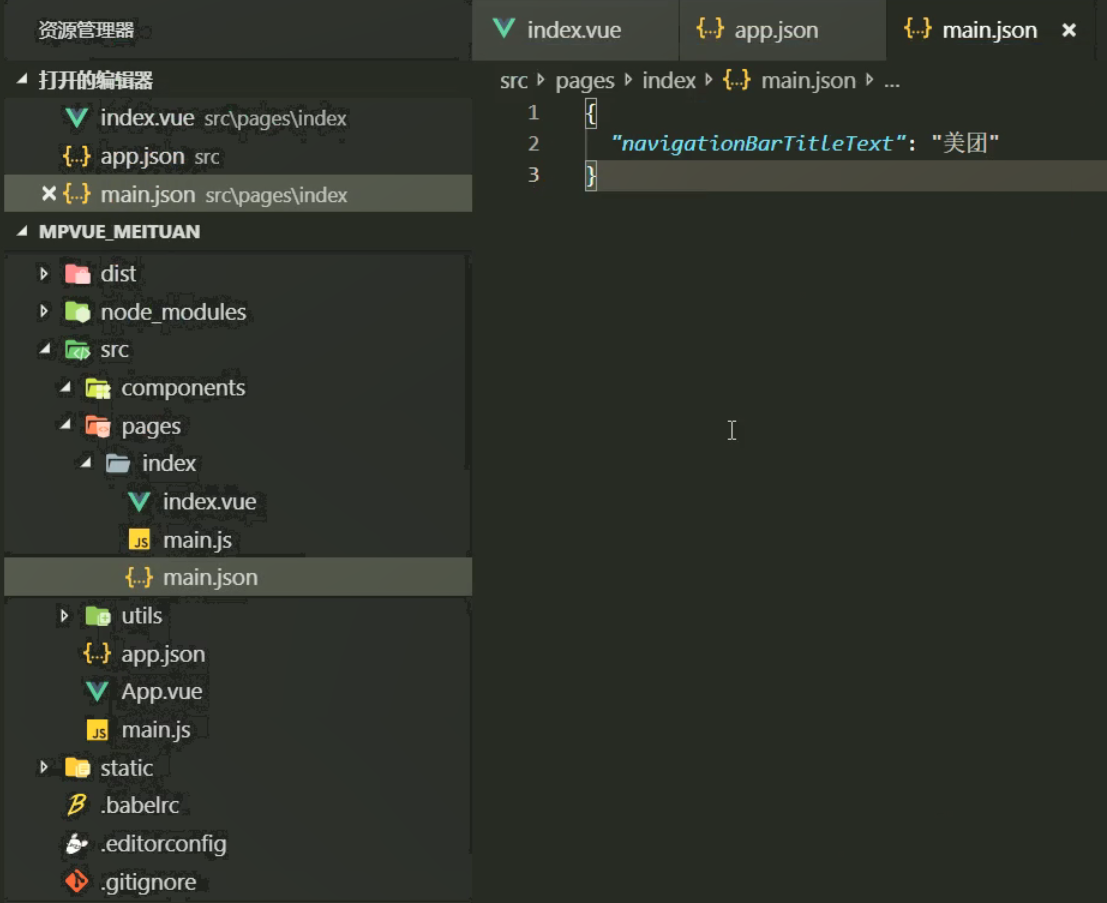 资源管理器
打开的编辑器
index.vue src\pages\index
app.json src
main.json src\pages\index
MPVUE_MEITUAN
dist
node_modules
src
components
pages
index
index.vue
JS main.js
{...} main.json
utils
{...} app.json
App.vue
JS main.js
static
.babelrc
.editorconfig
.gitignore
index.vue {...} app.json {...} main.json ×
src pages index {...} main.json ...
1 {
2 "navigationBarTitleText": "美团"
3 }